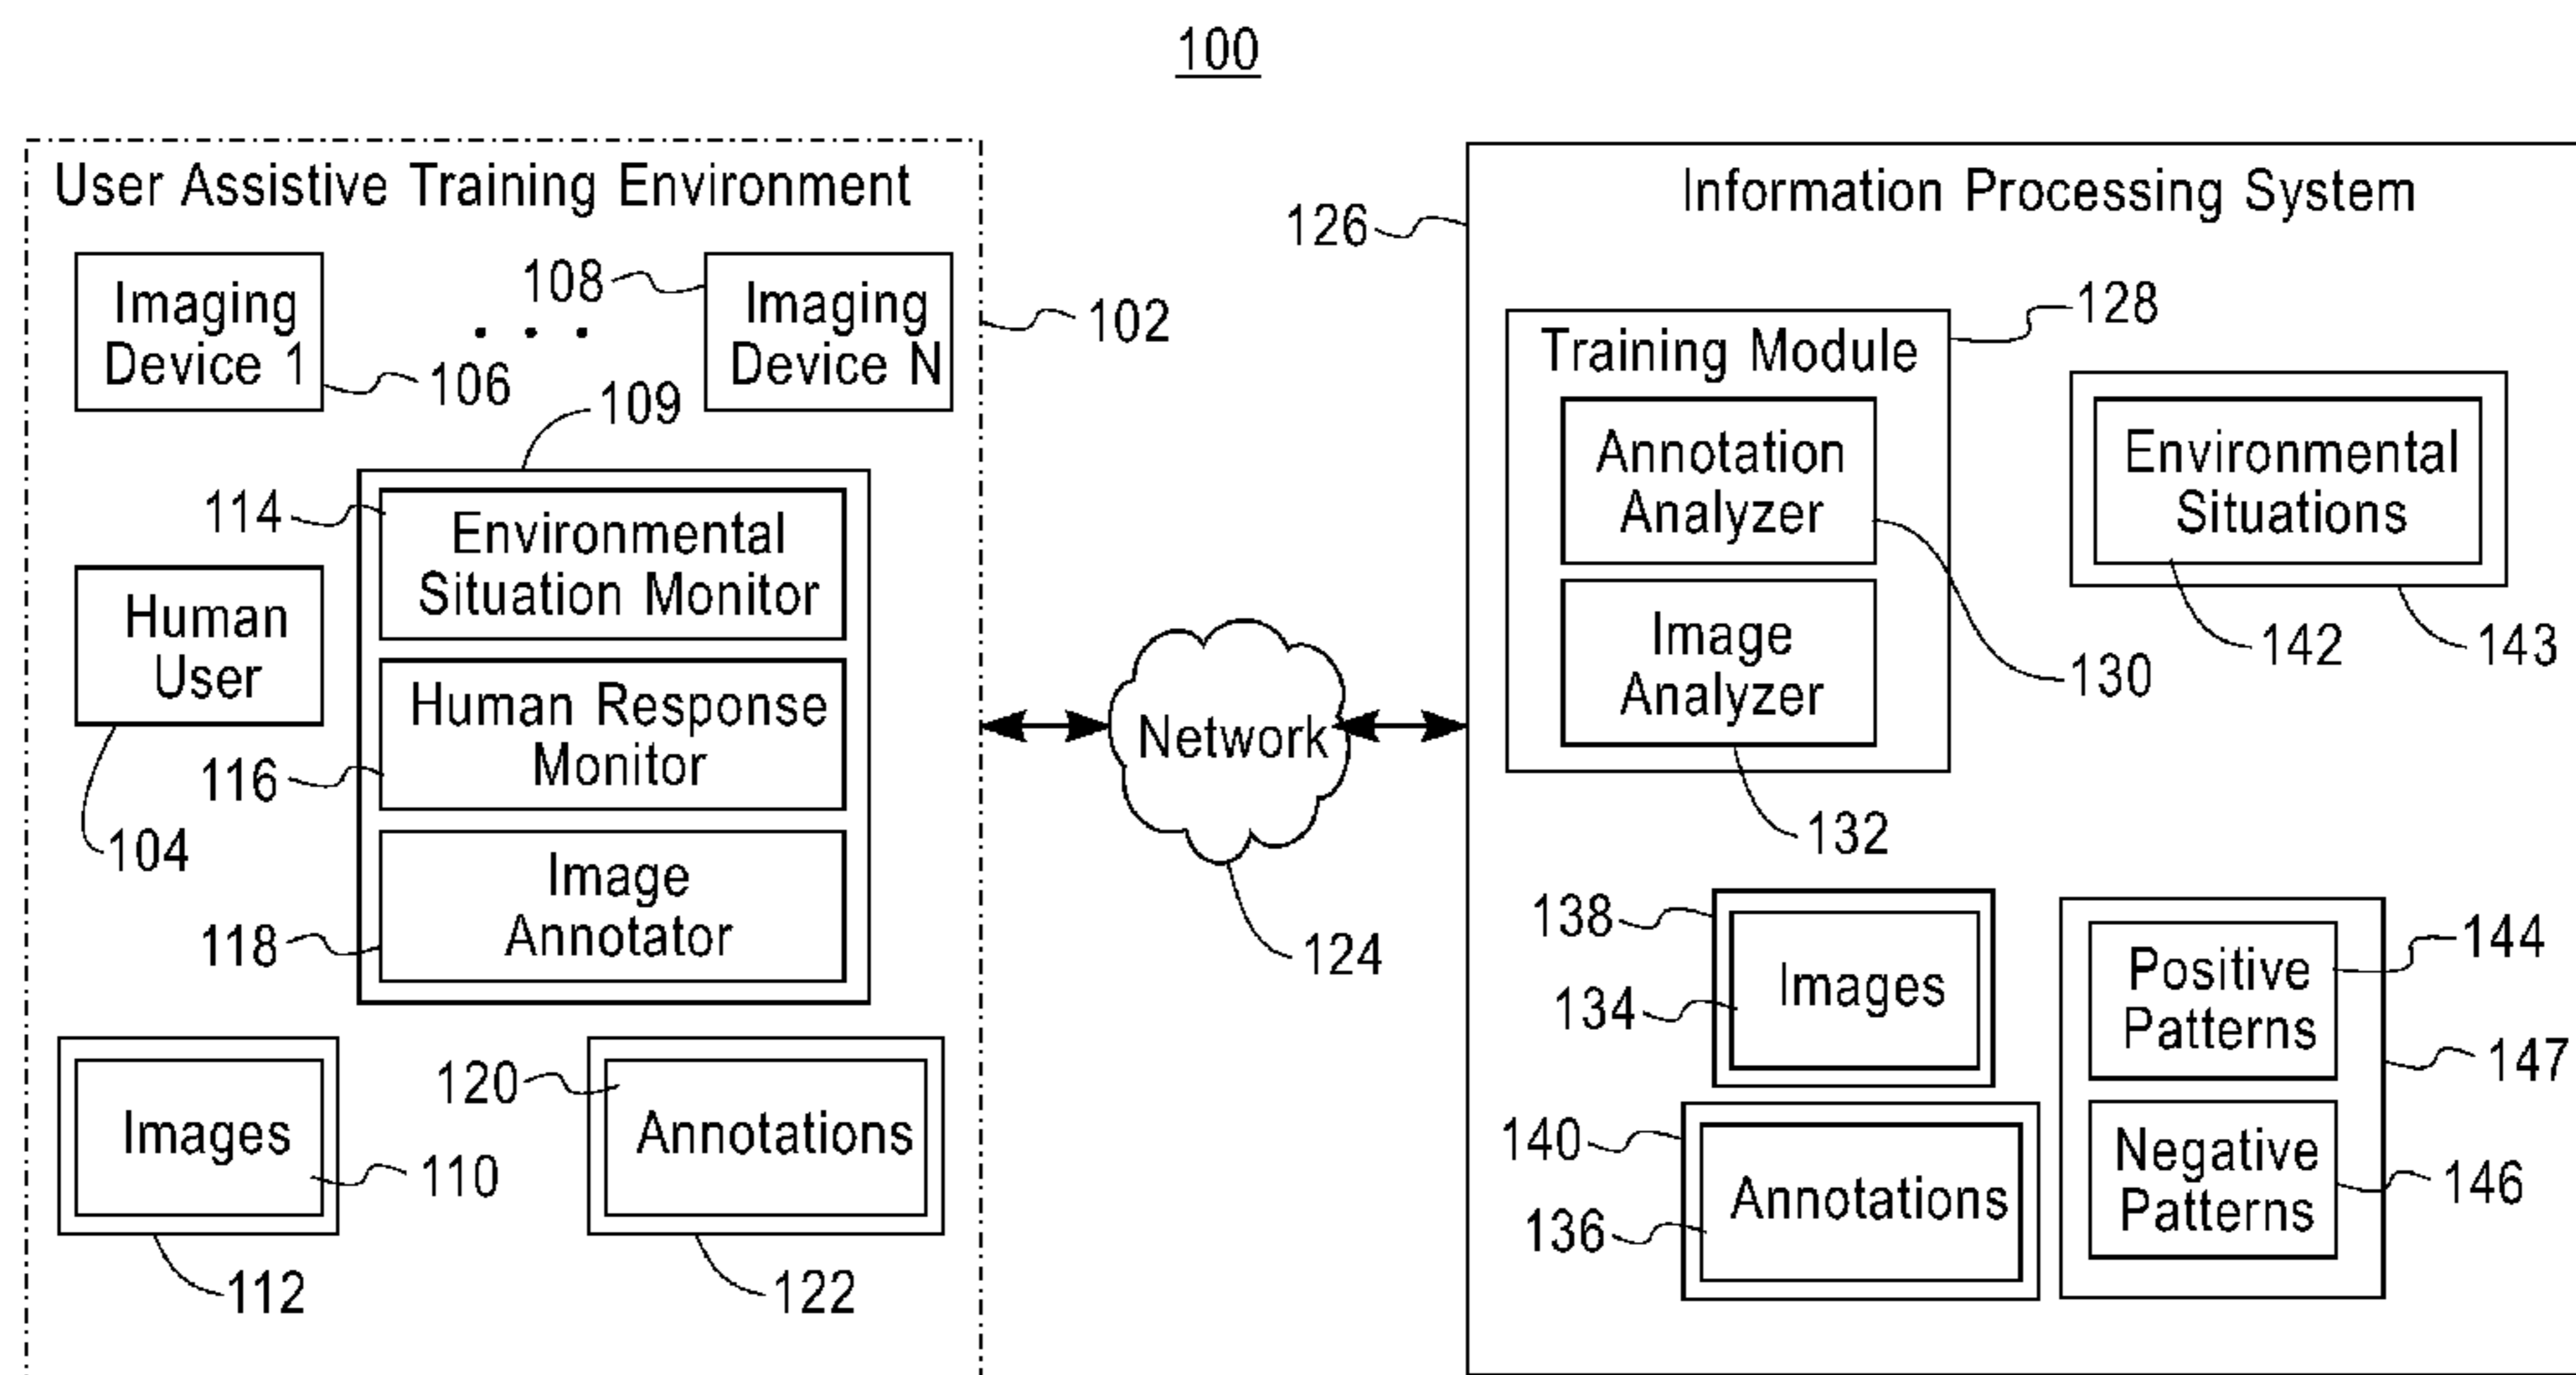 100
User Assistive Training Environment
Imaging
Device 1
106
. . .
108
Imaging
Device N
102
109
114
Environmental
Situation Monitor
Human
User
104
116
Human Response
Monitor
118
Image
Annotator
Images
110
112
120
Annotations
122
Network
124
126
Information Processing System
128
Training Module
Annotation
Analyzer
130
Image
Analyzer
132
Environmental
Situations
142
143
138
134
Images
140
136
Annotations
Positive
Patterns
144
147
Negative
Patterns
146